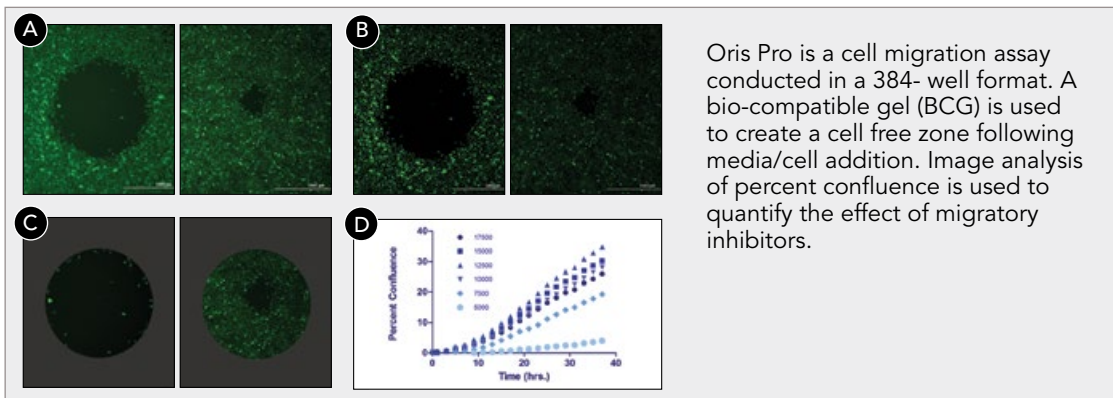 A
B
Oris Pro is a cell migration assay
conducted in a 384- well format. A
bio-compatible gel (BCG) is used
to create a cell free zone following
media/cell addition. Image analysis
of percent confluence is used to
quantify the effect of migratory
inhibitors.
C
D
Percent Confluence
40
30
20
10
0
17500
15000
12500
10000
7500
5000
0
10
20
30
40
Time (hrs.)